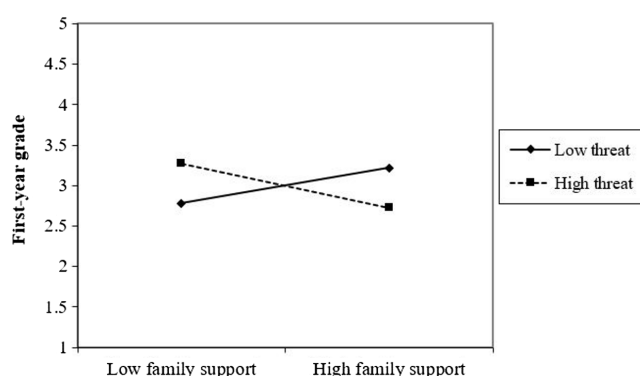 5
4.5
4
3.5
3
2.5
2
1.5
1
First-year grade
Low family support
High family support
Low threat
High threat